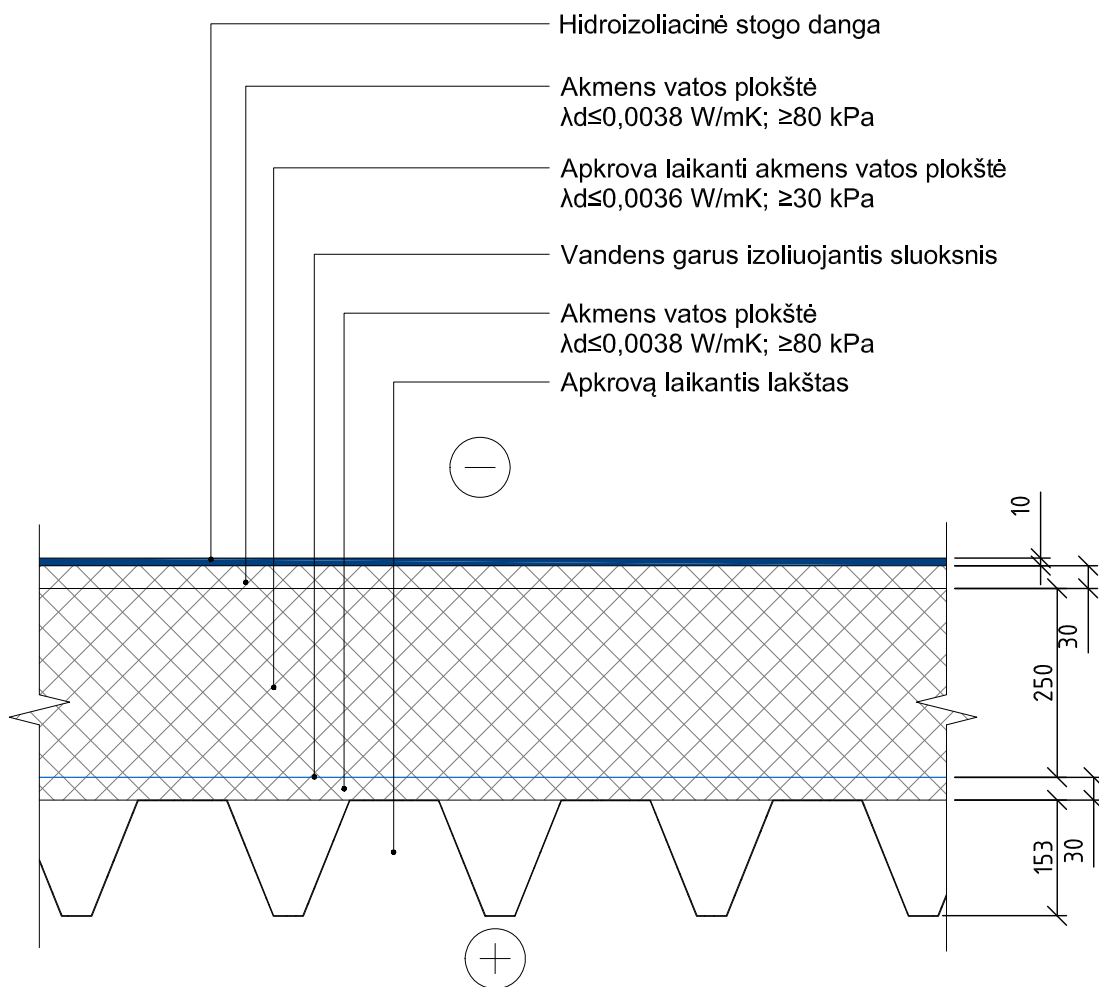 Hidroizoliacinė stogo danga
Akmens vatos plokštė
λd≤0,0038 W/mK; ≥80 kPa
Apkrova laikanti akmens vatos plokštė
λd≤0,0036 W/mK; ≥30 kPa
Vandens garus izoliuojantis sluoksnis
Akmens vatos plokštė
λd≤0,0038 W/mK; ≥80 kPa
Apkrovą laikantis lakštas
10
30
250
153
30